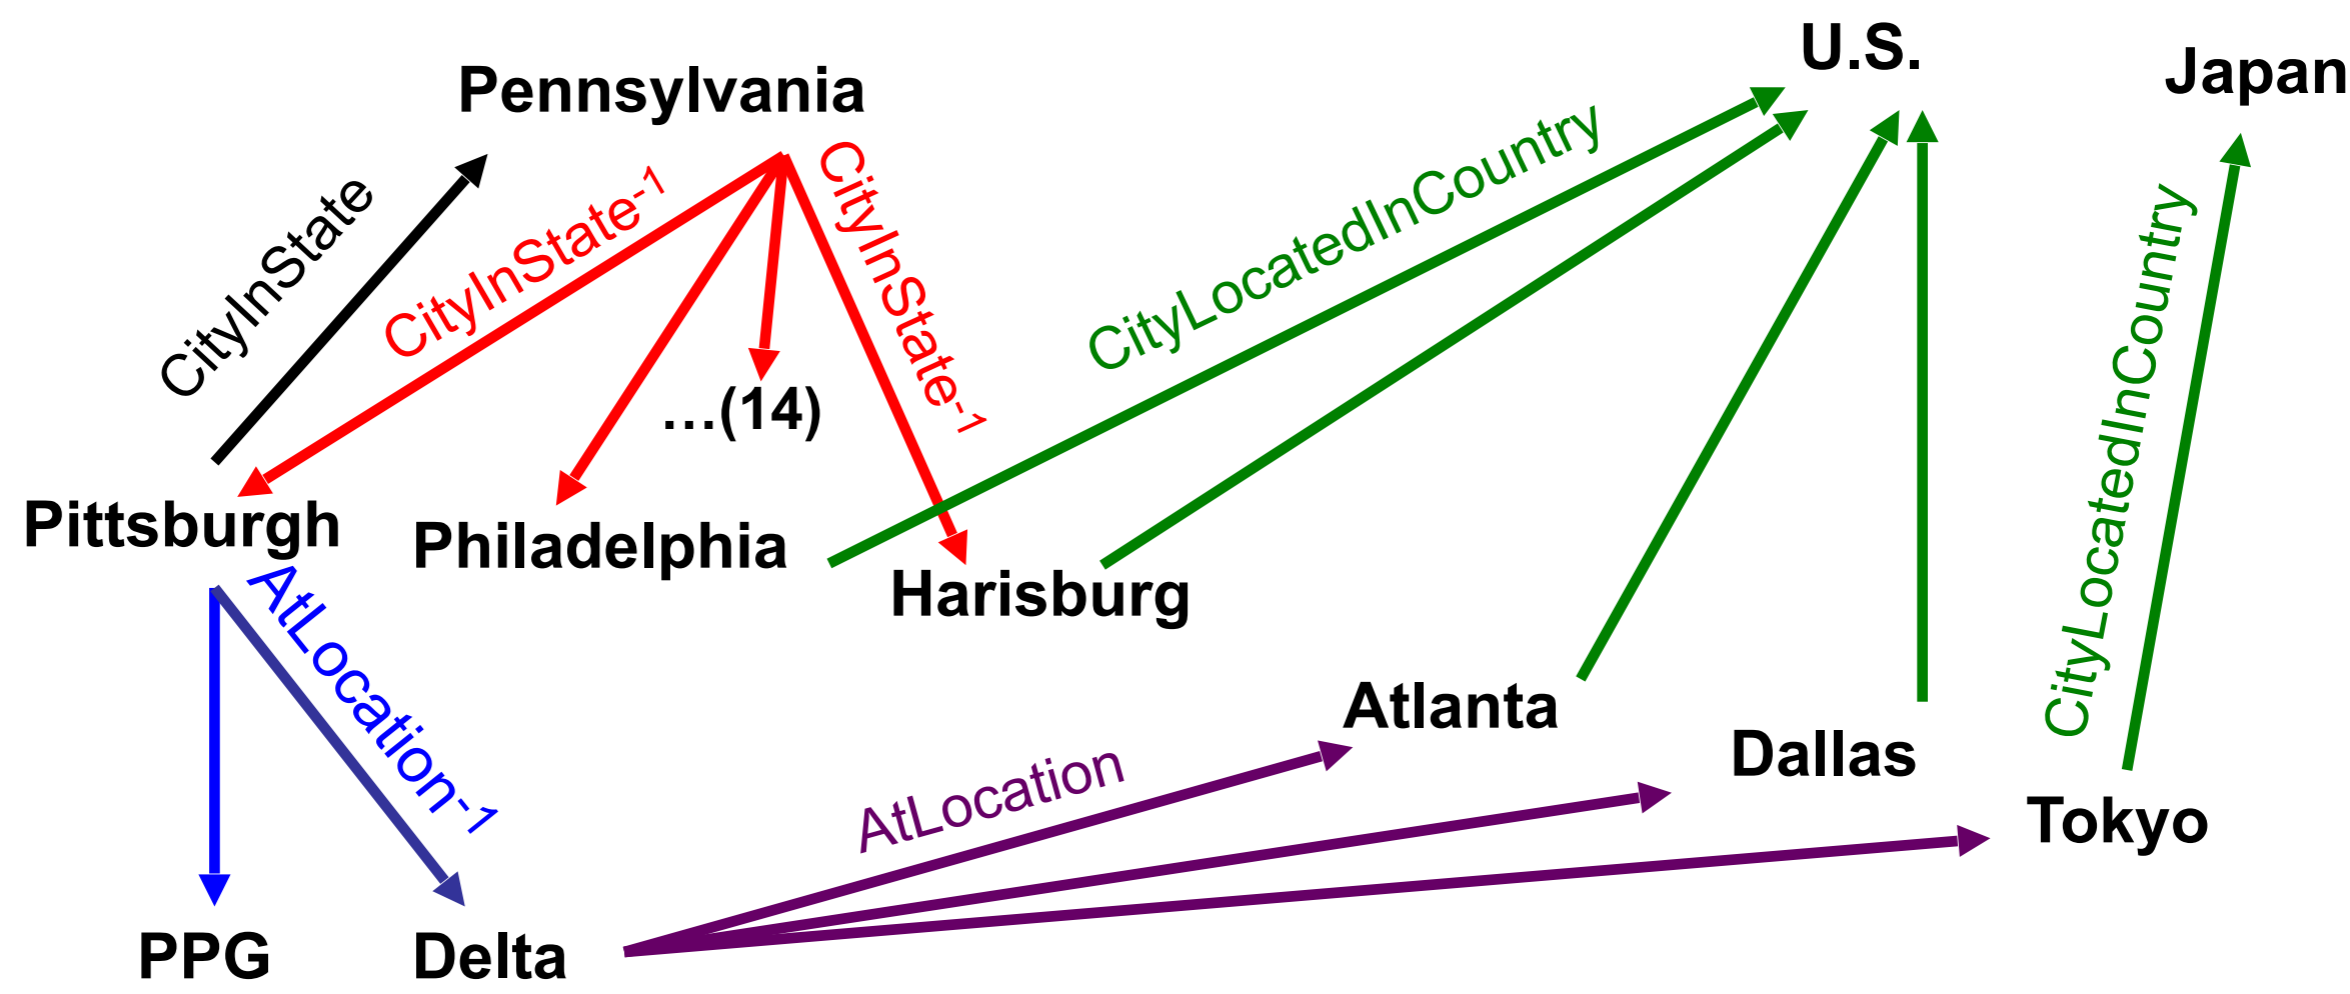 U.S.
Japan
Pennsylvania
CityInState
CityInState-1
CityInState-1
CityLocatedInCountry
CityLocatedInCountry
…(14)
Pittsburgh
Philadelphia
Harisburg
AtLocation-1
Atlanta
Dallas
AtLocation
Tokyo
PPG
Delta